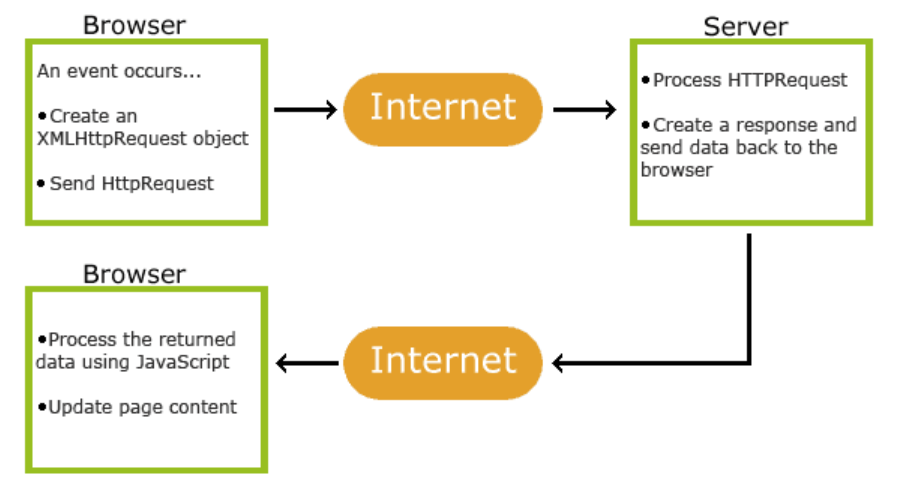 Browser
An event occurs...
•Create an
XMLHttpRequest object
• Send HttpRequest
Internet
Server
•Process HTTPRequest
•Create a response and
send data back to the
browser
Browser
•Process the returned
data using JavaScript
•Update page content
Internet